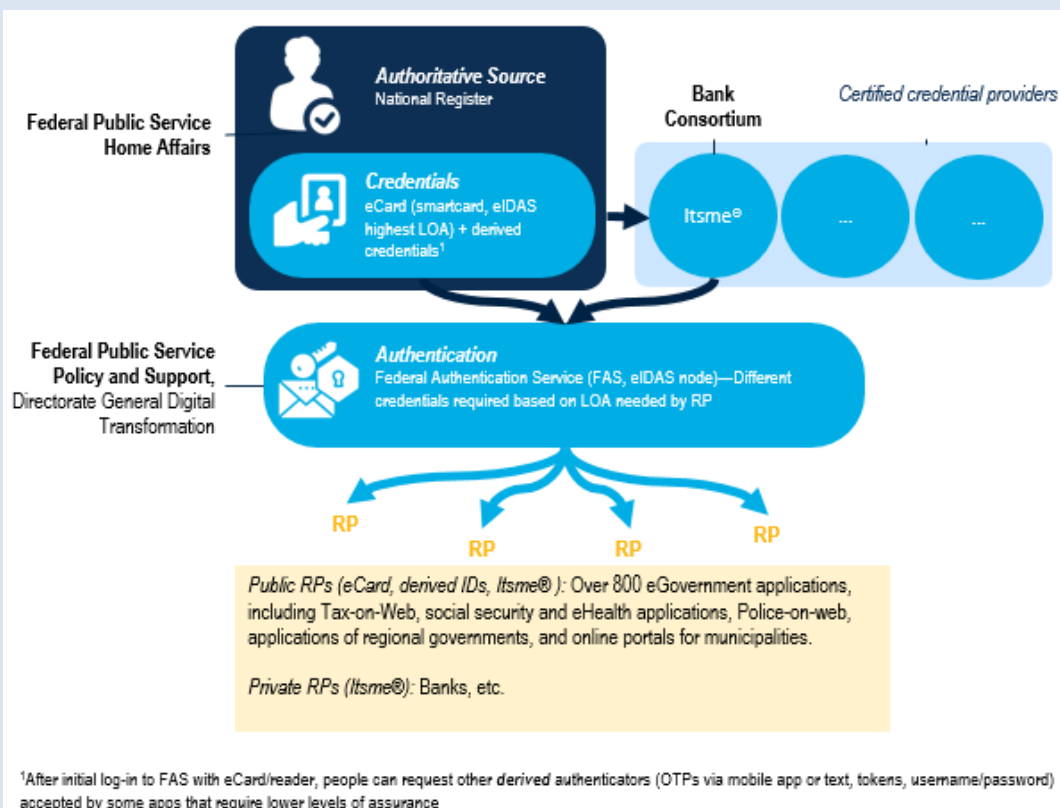 Authoritative Source
National Register
Federal Public Service
Home Affairs
Credentials
eCard (smartcard, eIDAS
highest LOA) + derived
credentials¹
Bank
Consortium
Certified credential providers
Itsme®
...
...
Federal Public Service
Policy and Support,
Directorate General Digital
Transformation
Authentication
Federal Authentication Service (FAS, eIDAS node)—Different
credentials required based on LOA needed by RP
RP
RP
RP
RP
Public RPs (eCard, derived IDs, Itsme® ): Over 800 eGovernment applications,
including Tax-on-Web, social security and eHealth applications, Police-on-web,
applications of regional governments, and online portals for municipalities.
Private RPs (Itsme®): Banks, etc.
¹After initial log-in to FAS with eCard/reader, people can request other derived authenticators (OTPs via mobile app or text, tokens, username/password)
accepted by some apps that require lower levels of assurance